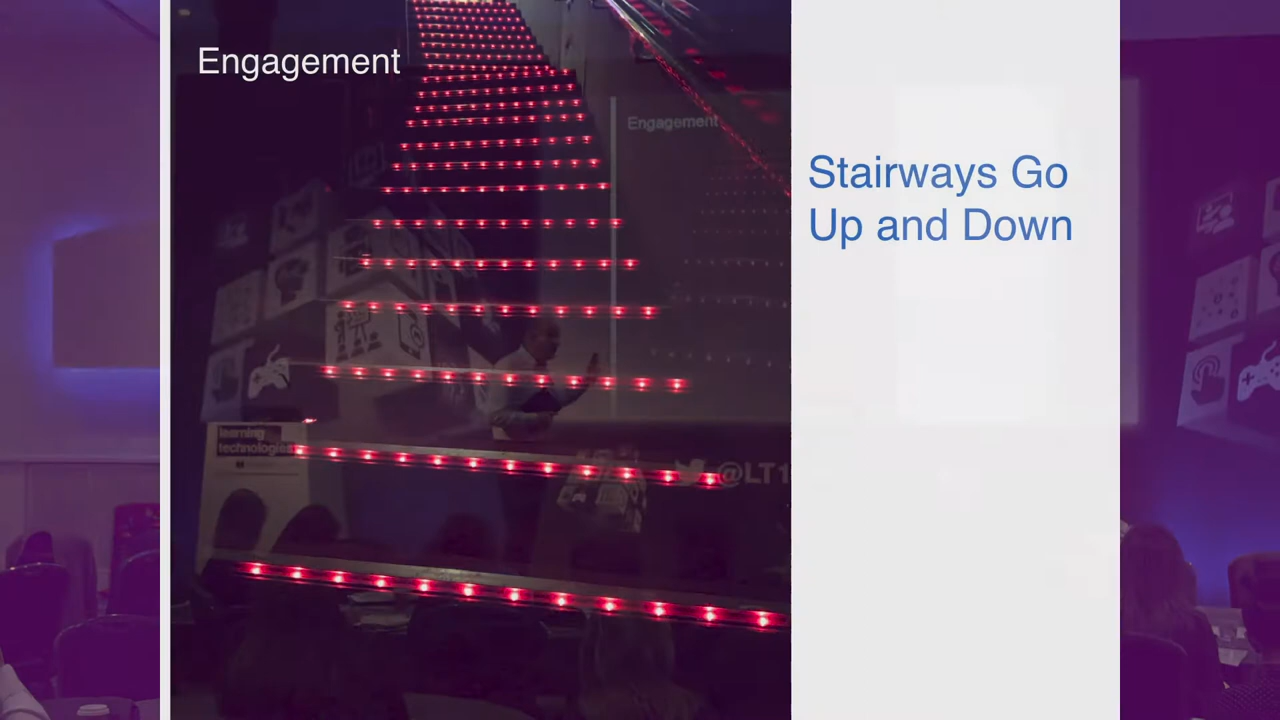 Engagement
Engagement
Stairways Go
Up and Down
learning
technologies
@LT1